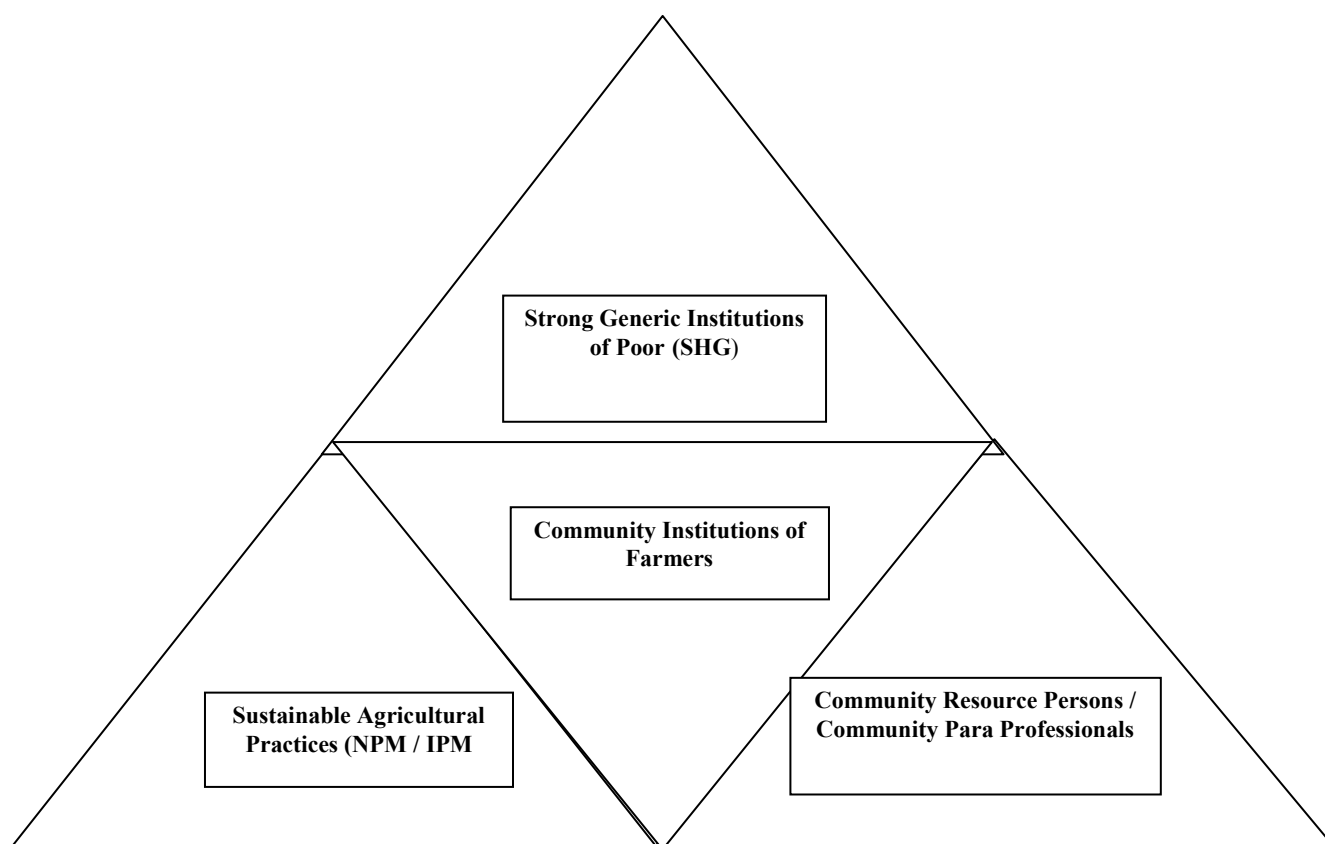 Strong Generic Institutions
of Poor (SHG)
Community Institutions of
Farmers
Sustainable Agricultural
Practices (NPM / IPM
Community Resource Persons /
Community Para Professionals